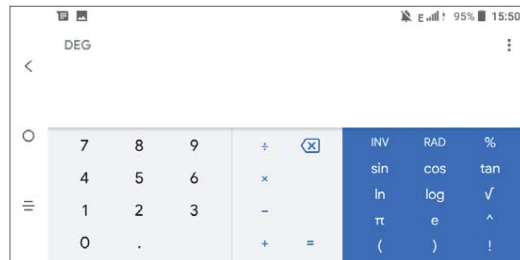 E 95% 15:50
DEG
7 8 9 ÷ INV RAD %
4 5 6 × sin cos tan
1 2 3 − ln log √
0 . + = π e ^
( ) !